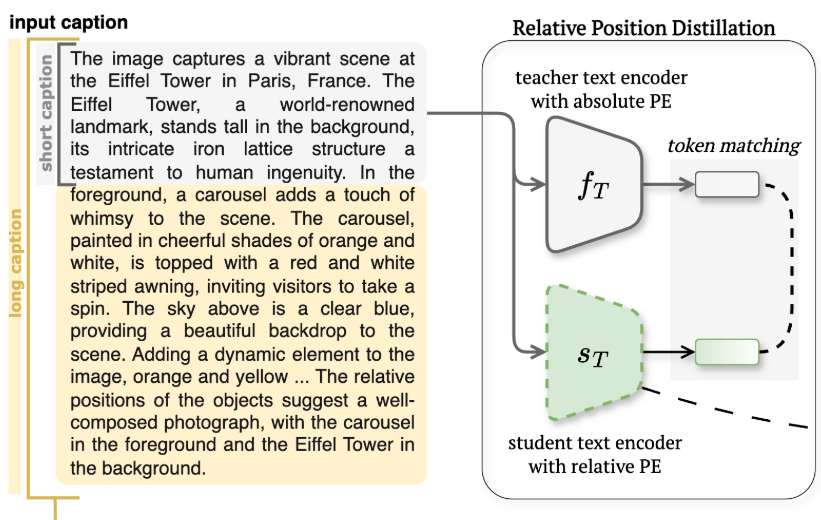 input caption
short caption
long caption
The image captures a vibrant scene at
the Eiffel Tower in Paris, France. The
Eiffel Tower, a world-renowned
landmark, stands tall in the background,
its intricate iron lattice structure a
testament to human ingenuity. In the
foreground, a carousel adds a touch of
whimsy to the scene. The carousel,
painted in cheerful shades of orange and
white, is topped with a red and white
striped awning, inviting visitors to take a
spin. The sky above is a clear blue,
providing a beautiful backdrop to the
scene. Adding a dynamic element to the
image, orange and yellow ... The relative
positions of the objects suggest a well-
composed photograph, with the carousel
in the foreground and the Eiffel Tower in
the background.
Relative Position Distillation
teacher text encoder
with absolute PE
token matching
f_T
s_T
student text encoder
with relative PE